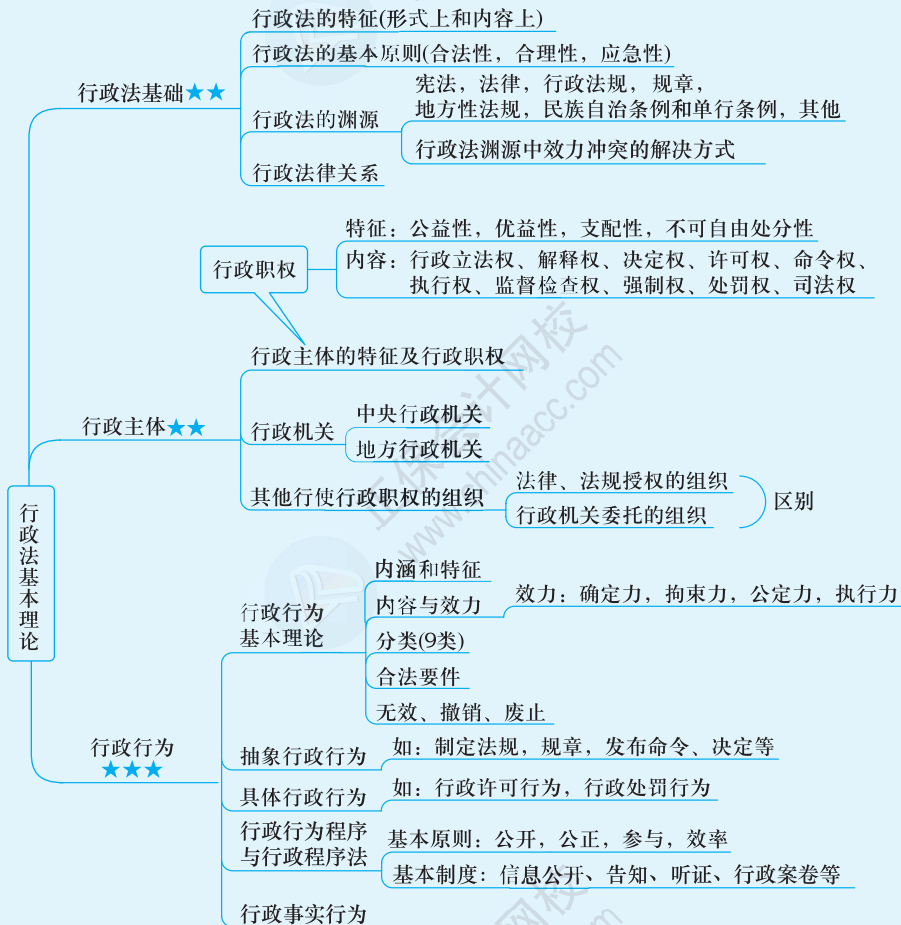 行政法基本理论
行政法基础★★
行政法的特征(形式上和内容上)
行政法的基本原则(合法性，合理性，应急性)
行政法的渊源
宪法，法律，行政法规，规章，
地方性法规，民族自治条例和单行条例，其他
行政法渊源中效力冲突的解决方式
行政法律关系
行政职权
特征：公益性，优益性，支配性，不可自由处分性
内容：行政立法权、解释权、决定权、许可权、命令权、
执行权、监督检查权、强制权、处罚权、司法权
行政主体★★
行政主体的特征及行政职权
行政机关
中央行政机关
地方行政机关
其他行使行政职权的组织
法律、法规授权的组织
行政机关委托的组织
区别
行政行为
★★★
行政行为
基本理论
内涵和特征
内容与效力
效力：确定力，拘束力，公定力，执行力
分类(9类)
合法要件
无效、撤销、废止
抽象行政行为
如：制定法规，规章，发布命令、决定等
具体行政行为
如：行政许可行为，行政处罚行为
行政行为程序
与行政程序法
基本原则：公开，公正，参与，效率
基本制度：信息公开、告知、听证、行政案卷等
行政事实行为
正保会计网校
www.chinaacc.com